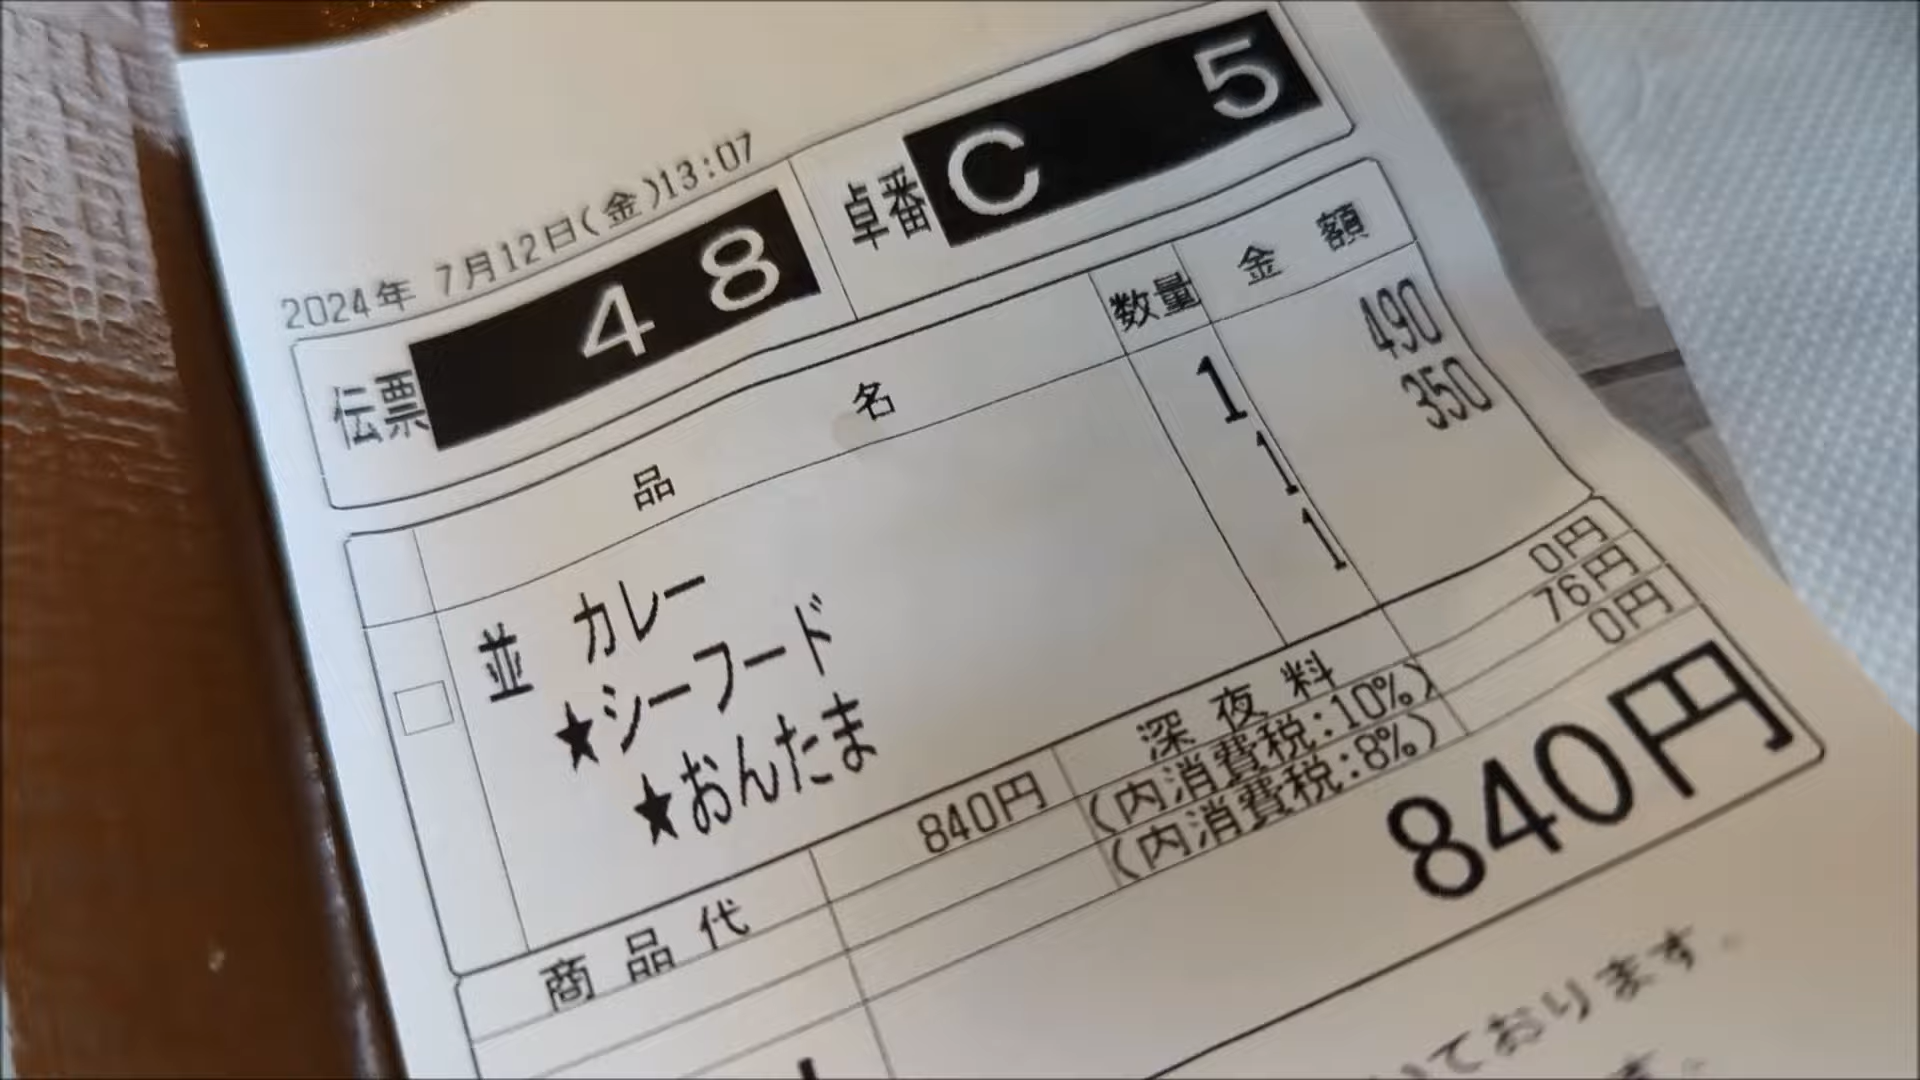 2024年 7月12日(金)13:07
伝票 48 卓番 C 5
品 名 数量 金 額
並 カレー 1 490
★シーフード 1 350
★おんたま 1
商 品 代 840円 深 夜 料 0円
(内消費税:10%) 76円
(内消費税:8%) 0円
840円
ております。
す。